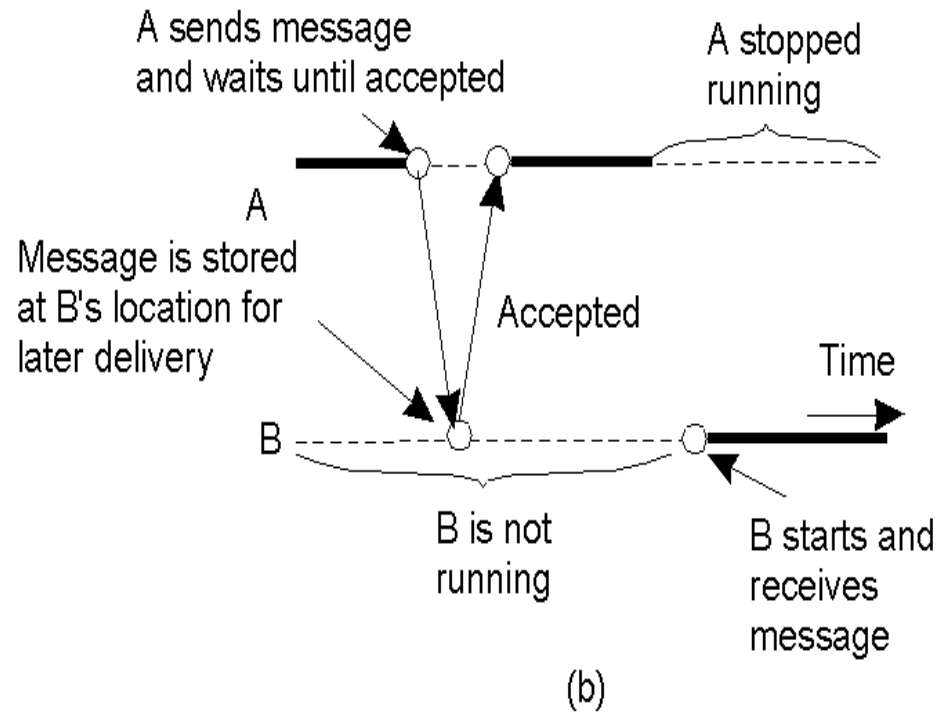 A sends message
and waits until accepted
A stopped
running
A
Message is stored
at B's location for
later delivery
Accepted
Time
B
B is not
running
B starts and
receives
message
(b)